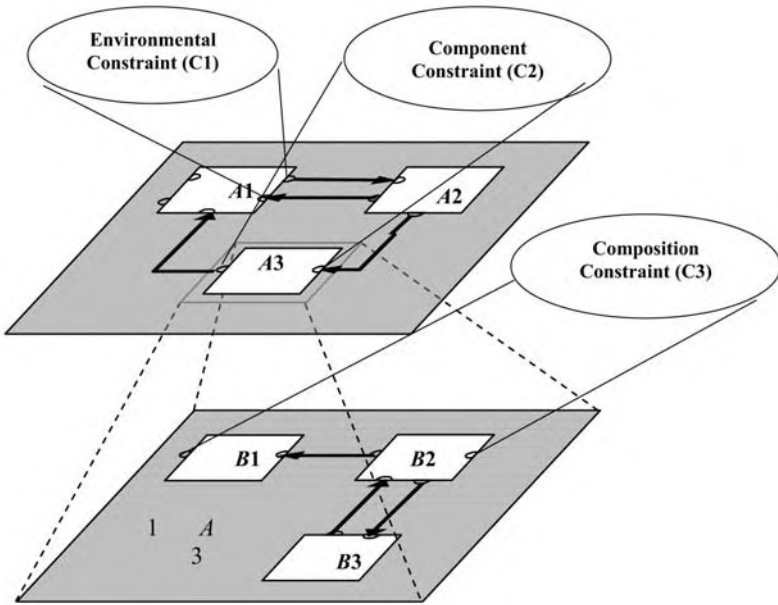 Environmental
Constraint (C1)
Component
Constraint (C2)
A1
A2
A3
Composition
Constraint (C3)
B1
B2
1 A
3
B3